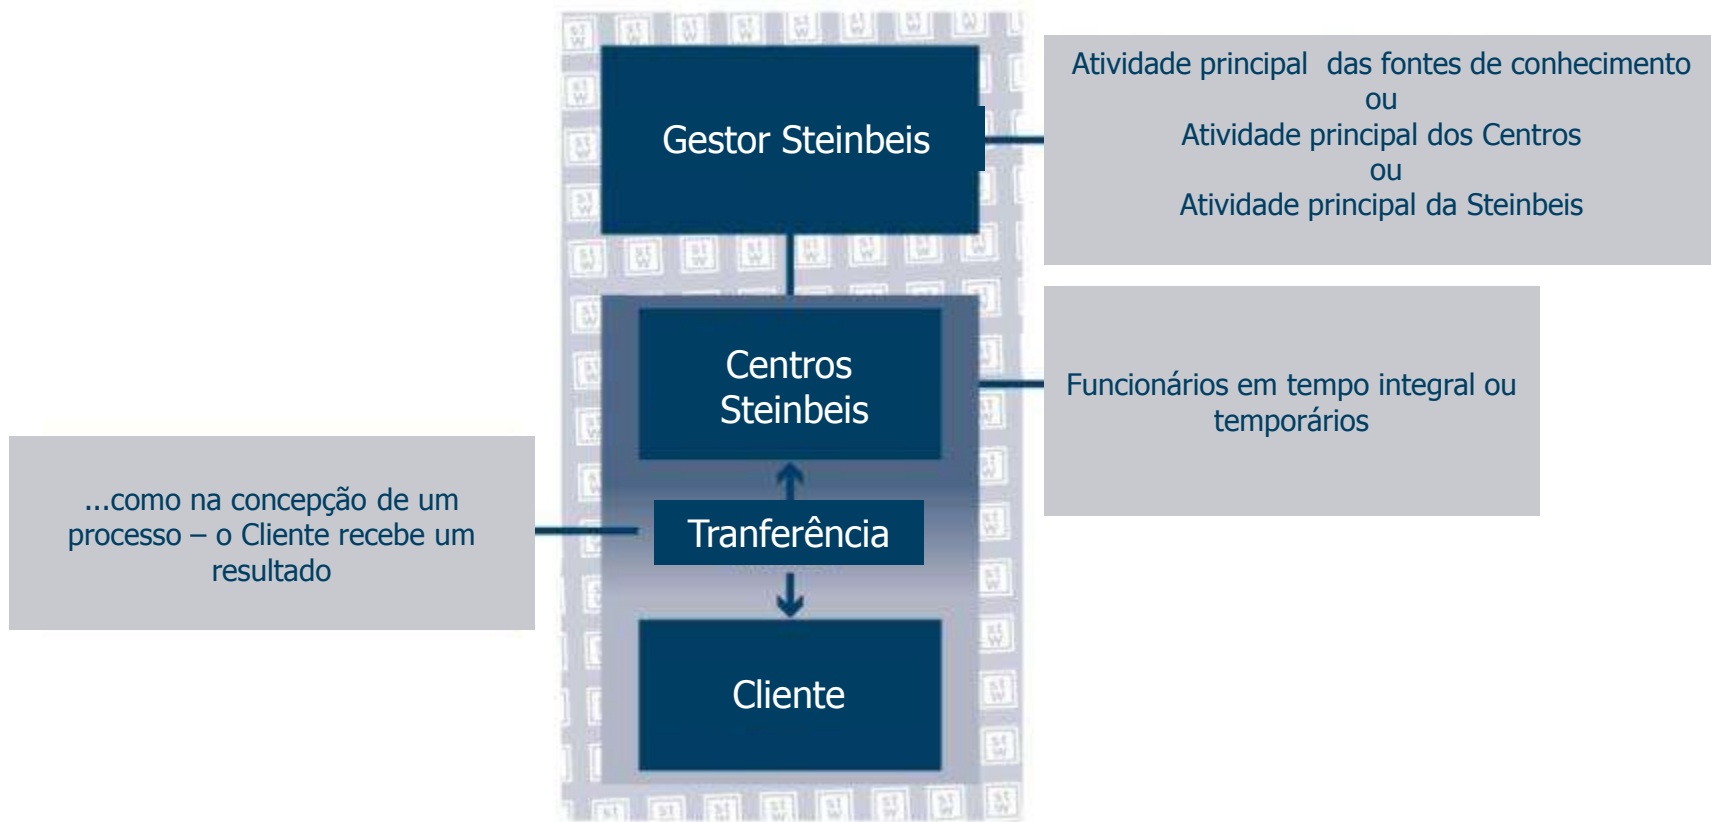 Gestor Steinbeis
Atividade principal das fontes de conhecimento
ou
Atividade principal dos Centros
ou
Atividade principal da Steinbeis
Centros
Steinbeis
Funcionários em tempo integral ou
temporários
...como na concepção de um
processo – o Cliente recebe um
resultado
Tranferência
Cliente